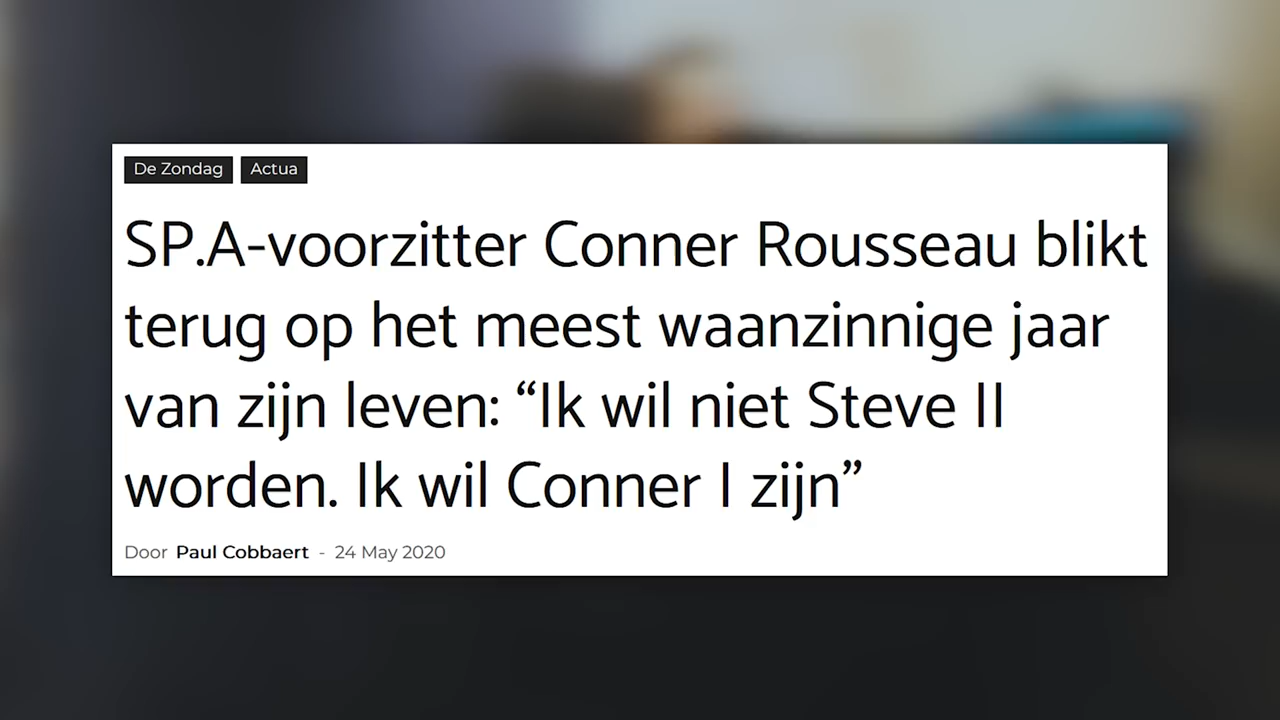 De Zondag Actua
SP.A-voorzitter Conner Rousseau blikt
terug op het meest waanzinnige jaar
van zijn leven: “Ik wil niet Steve II
worden. Ik wil Conner I zijn”
Door Paul Cobbaert - 24 May 2020